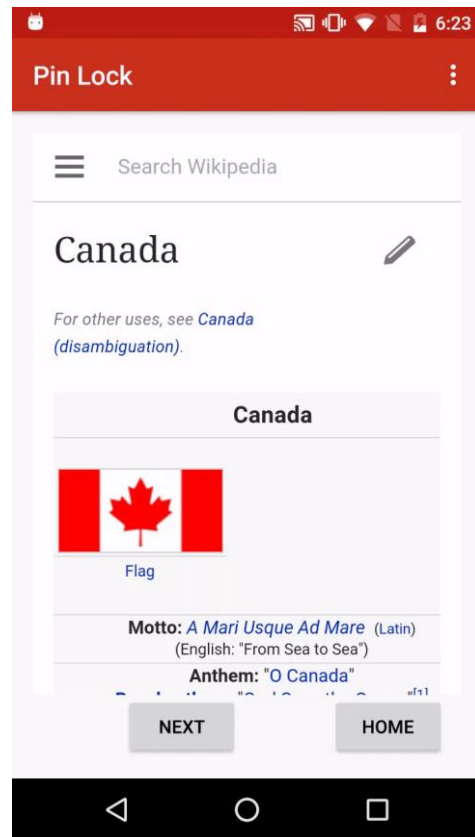 6:23
Pin Lock
Search Wikipedia
Canada
For other uses, see Canada
(disambiguation).
Canada
Flag
Motto: A Mari Usque Ad Mare (Latin)
(English: "From Sea to Sea")
Anthem: "O Canada"
[1]
NEXT
HOME